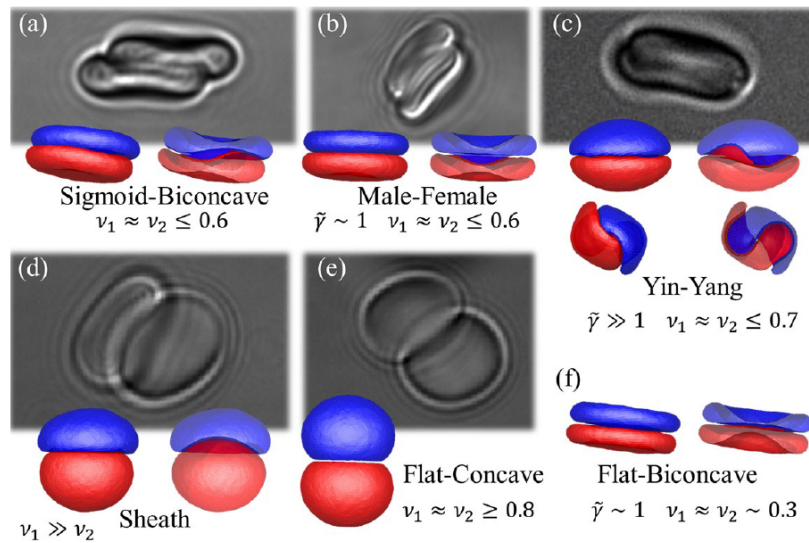 (a)
Sigmoid-Biconcave
ν₁ ≈ ν₂ ≤ 0.6
(b)
Male-Female
γ̃ ~ 1 ν₁ ≈ ν₂ ≤ 0.6
(c)
Yin-Yang
γ̃ ≫ 1 ν₁ ≈ ν₂ ≤ 0.7
(d)
Sheath
ν₁ ≫ ν₂
(e)
Flat-Concave
ν₁ ≈ ν₂ ≥ 0.8
(f)
Flat-Biconcave
γ̃ ~ 1 ν₁ ≈ ν₂ ~ 0.3